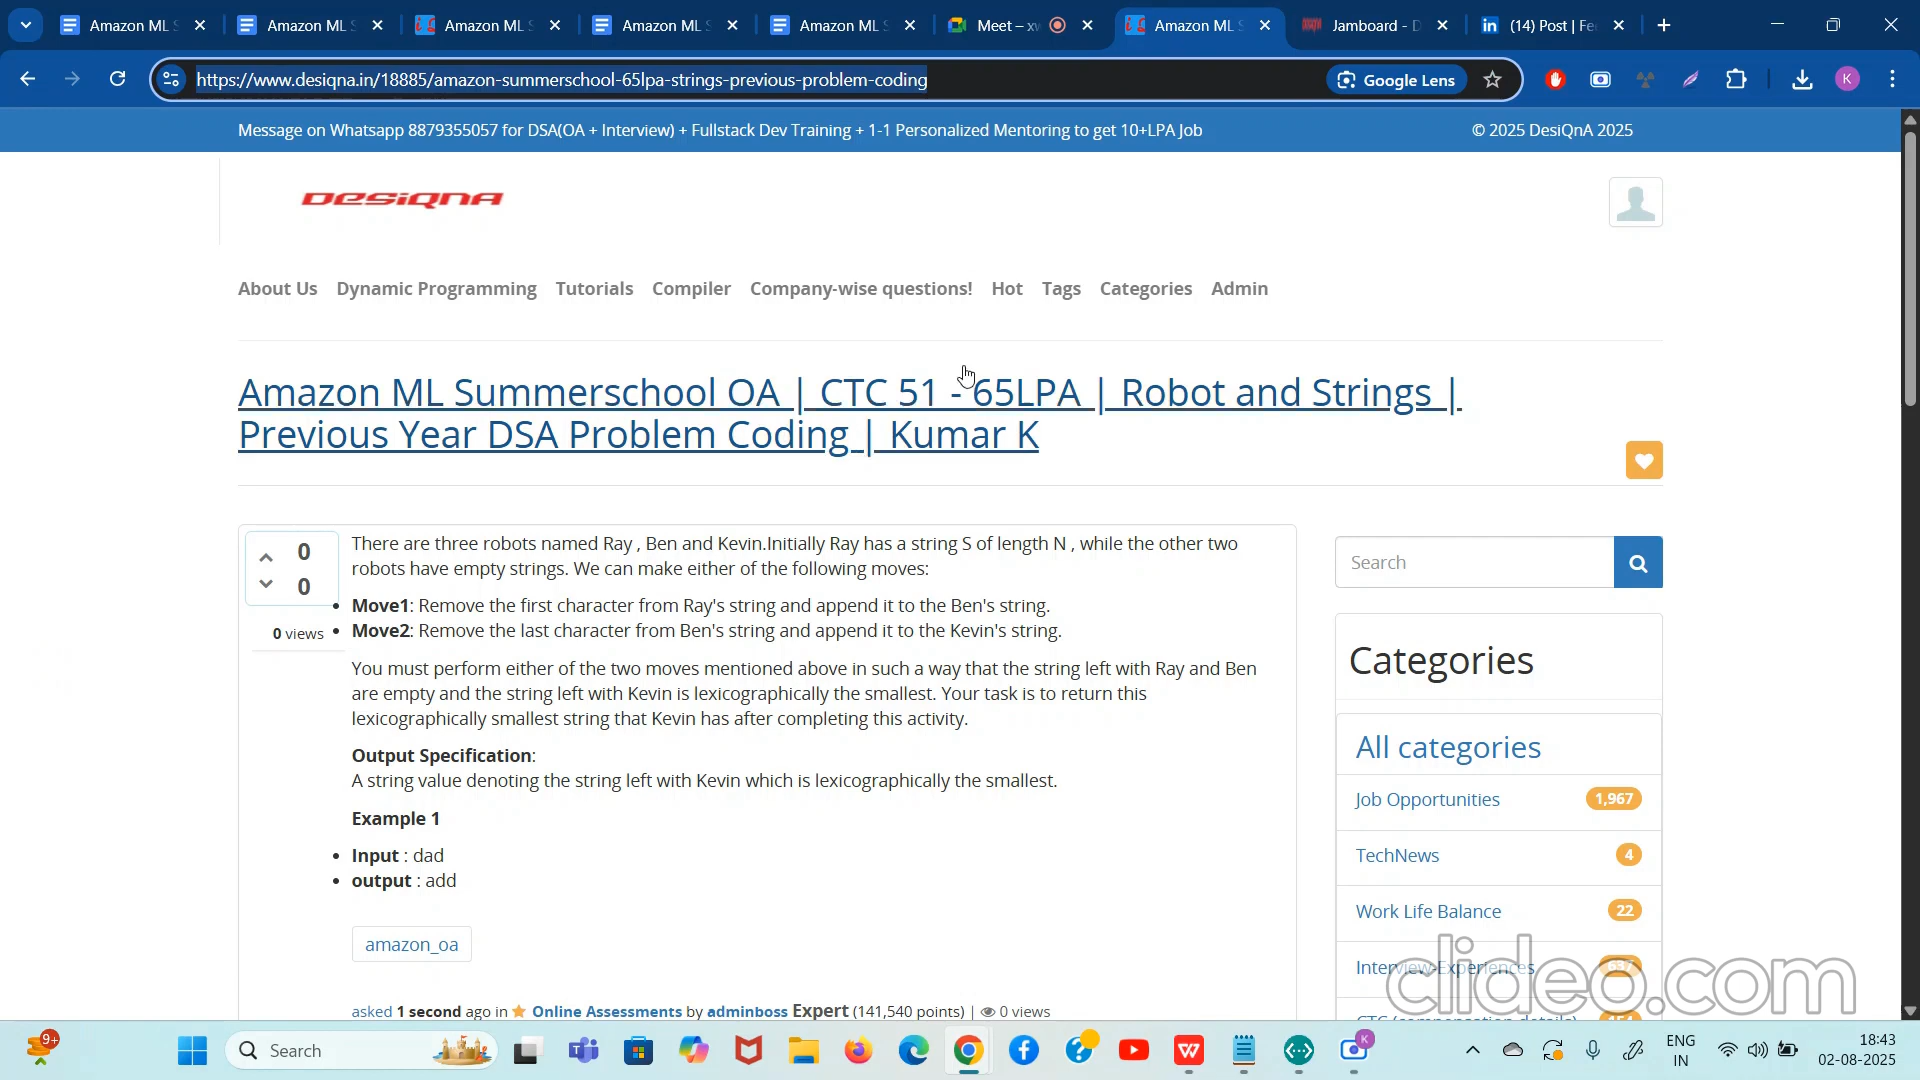 Amazon ML S
Amazon ML S
Amazon ML S
Amazon ML S
Amazon ML S
Meet – xw
Amazon ML S
Jamboard - D
(14) Post | Fe
https://www.desiqna.in/18885/amazon-summerschool-65lpa-strings-previous-problem-coding
Google Lens
K
Message on Whatsapp 8879355057 for DSA(OA + Interview) + Fullstack Dev Training + 1-1 Personalized Mentoring to get 10+LPA Job
© 2025 DesiQnA 2025
DESIQNA
About Us Dynamic Programming Tutorials Compiler Company-wise questions! Hot Tags Categories Admin
Amazon ML Summerschool OA | CTC 51 - 65LPA | Robot and Strings |
Previous Year DSA Problem Coding | Kumar K
0
0
0 views
There are three robots named Ray , Ben and Kevin.Initially Ray has a string S of length N , while the other two
robots have empty strings. We can make either of the following moves:
Move1: Remove the first character from Ray's string and append it to the Ben's string.
Move2: Remove the last character from Ben's string and append it to the Kevin's string.
You must perform either of the two moves mentioned above in such a way that the string left with Ray and Ben
are empty and the string left with Kevin is lexicographically the smallest. Your task is to return this
lexicographically smallest string that Kevin has after completing this activity.
Output Specification:
A string value denoting the string left with Kevin which is lexicographically the smallest.
Example 1
Input : dad
output : add
amazon_oa
asked 1 second ago in Online Assessments by adminboss Expert (141,540 points) | 0 views
Search
Categories
All categories
Job Opportunities 1,967
TechNews 4
Work Life Balance 22
Interview-Experiences 637
CTC (compensation details)
clideo.com
9+
Search
K
ENG
IN
18:43
02-08-2025